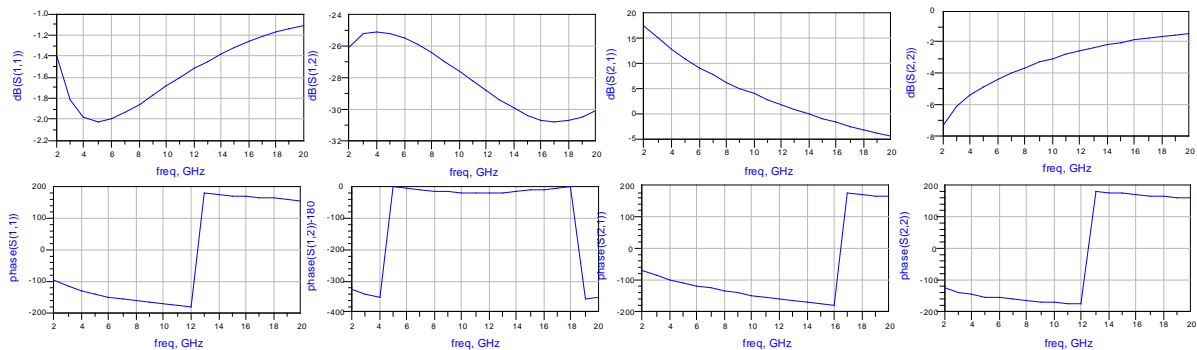 dB(S(1,1))
-1.0
-1.2
-1.4
-1.6
-1.8
-2.0
-2.2
2 4 6 8 10 12 14 16 18 20
freq, GHz
dB(S(1,2))
-24
-26
-28
-30
-32
2 4 6 8 10 12 14 16 18 20
freq, GHz
dB(S(2,1))
20
15
10
5
0
-5
2 4 6 8 10 12 14 16 18 20
freq, GHz
dB(S(2,2))
0
-2
-4
-6
-8
2 4 6 8 10 12 14 16 18 20
freq, GHz
phase(S(1,1))
200
100
0
-100
-200
2 4 6 8 10 12 14 16 18 20
freq, GHz
phase(S(1,2))-180
0
-100
-200
-300
-400
2 4 6 8 10 12 14 16 18 20
freq, GHz
phase(S(2,1))
200
100
0
-100
-200
2 4 6 8 10 12 14 16 18 20
freq, GHz
phase(S(2,2))
200
100
0
-100
-200
2 4 6 8 10 12 14 16 18 20
freq, GHz